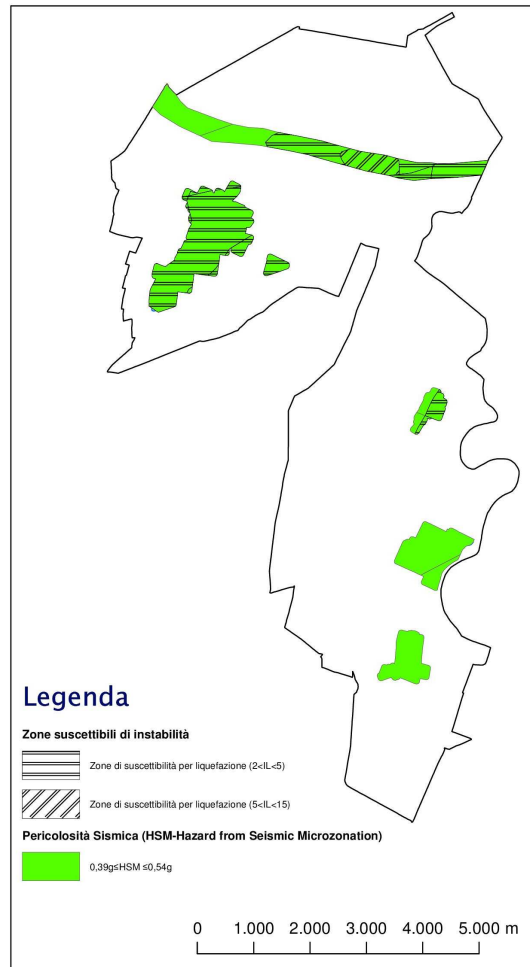 Legenda
Zone suscettibili di instabilità
Zone di suscettibilità per liquefazione (2<IL<5)
Zone di suscettibilità per liquefazione (5<IL<15)
Pericolosità Sismica (HSM-Hazard from Seismic Microzonation)
0,39g≤HSM ≤0,54g
0 1.000 2.000 3.000 4.000 5.000 m